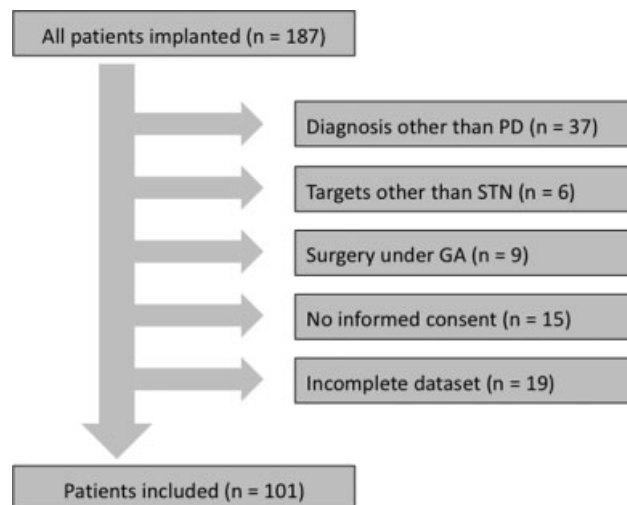 All patients implanted (n = 187)
Diagnosis other than PD (n = 37)
Targets other than STN (n = 6)
Surgery under GA (n = 9)
No informed consent (n = 15)
Incomplete dataset (n = 19)
Patients included (n = 101)